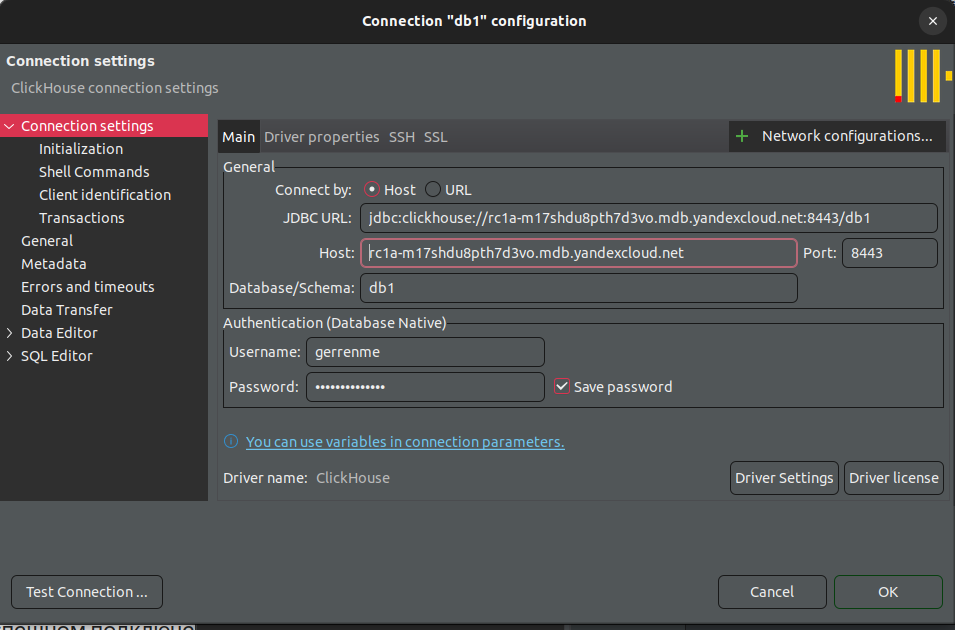 Connection "db1" configuration
Connection settings
ClickHouse connection settings
Connection settings
Initialization
Shell Commands
Client identification
Transactions
General
Metadata
Errors and timeouts
Data Transfer
Data Editor
SQL Editor
Main Driver properties SSH SSL
+ Network configurations...
General
Connect by: Host URL
JDBC URL: jdbc:clickhouse://rc1a-m17shdu8pth7d3vo.mdb.yandexcloud.net:8443/db1
Host: rc1a-m17shdu8pth7d3vo.mdb.yandexcloud.net Port: 8443
Database/Schema: db1
Authentication (Database Native)
Username: gerrenme
Password: •••••••••••••• Save password
You can use variables in connection parameters.
Driver name: ClickHouse
Driver Settings Driver license
Test Connection ... Cancel OK